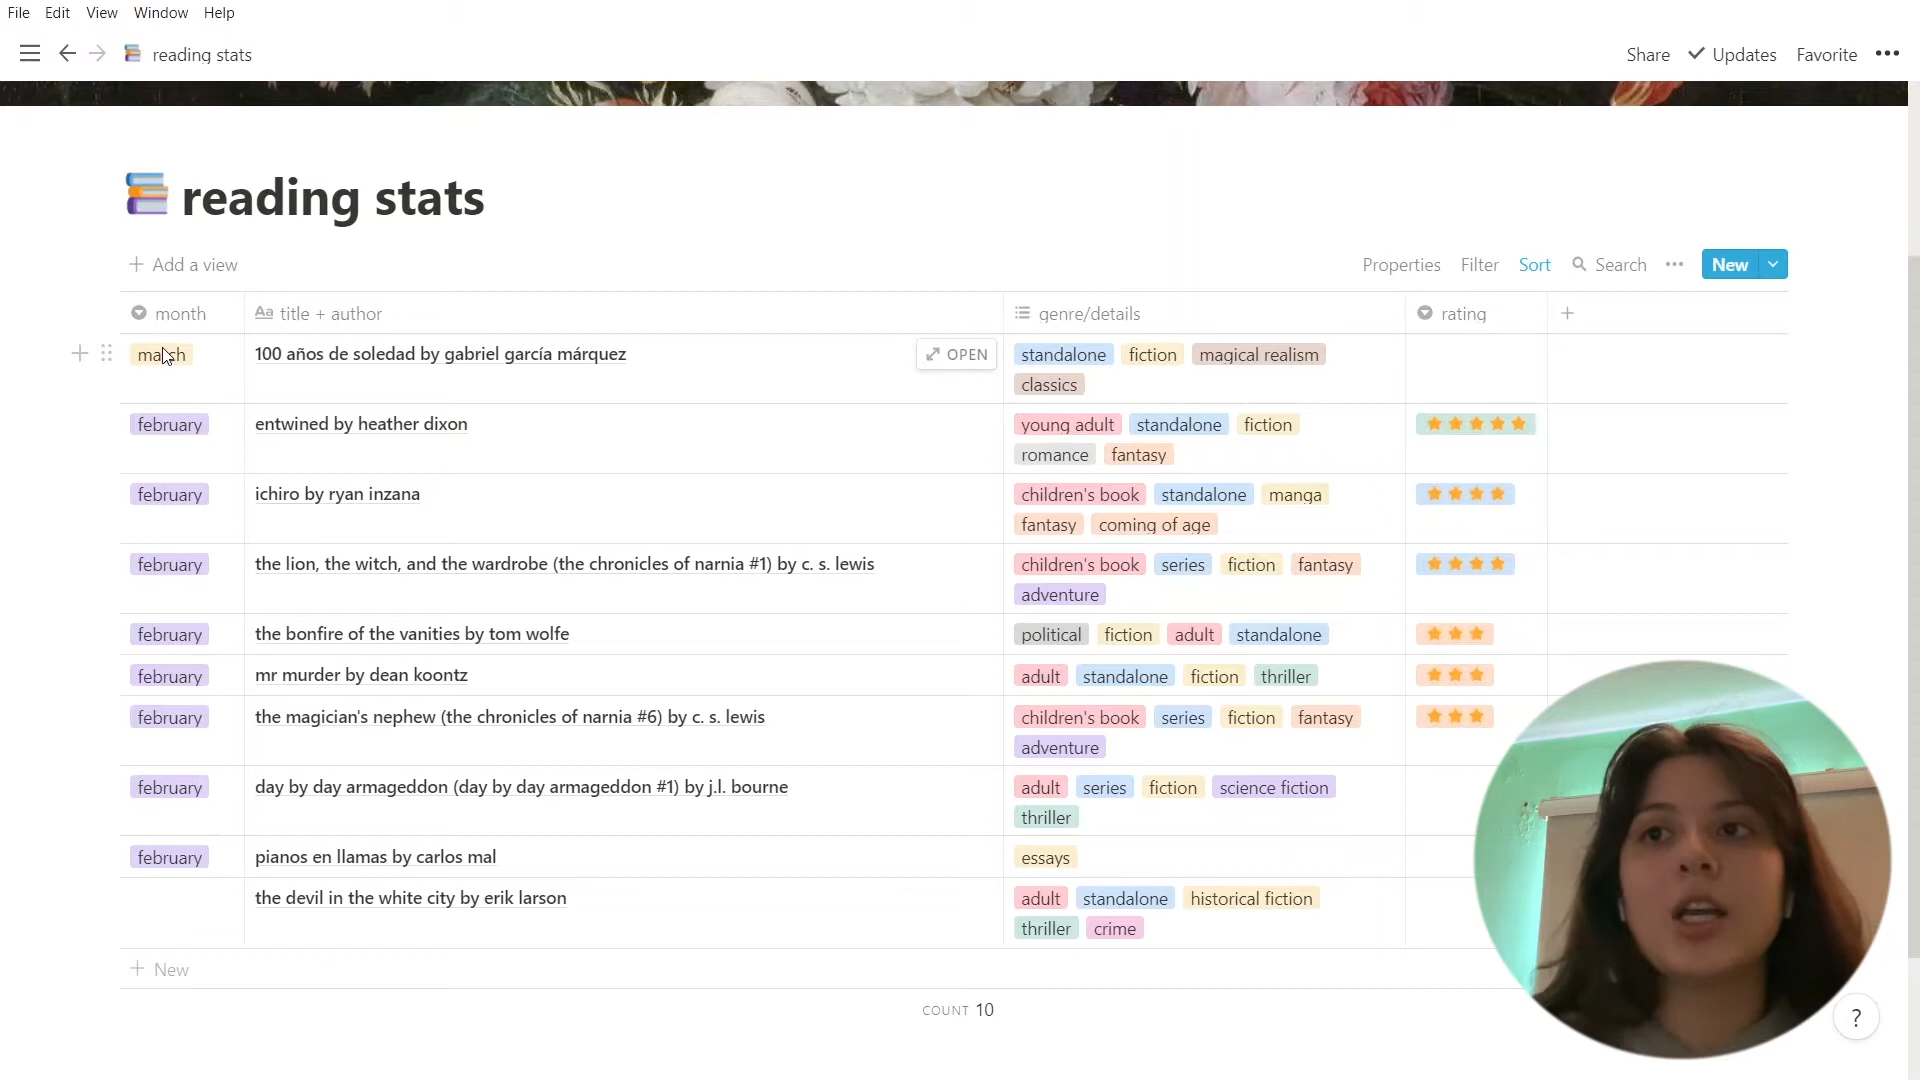 File Edit View Window Help
reading stats
Share Updates Favorite
reading stats
Add a view
Properties Filter Sort Search New
month Aa title + author genre/details rating
march 100 años de soledad by gabriel garcía márquez OPEN standalone fiction magical realism
classics
february entwined by heather dixon young adult standalone fiction
romance fantasy
february ichiro by ryan inzana children's book standalone manga
fantasy coming of age
february the lion, the witch, and the wardrobe (the chronicles of narnia #1) by c. s. lewis children's book series fiction fantasy
adventure
february the bonfire of the vanities by tom wolfe political fiction adult standalone
february mr murder by dean koontz adult standalone fiction thriller
february the magician's nephew (the chronicles of narnia #6) by c. s. lewis children's book series fiction fantasy
adventure
february day by day armageddon (day by day armageddon #1) by j.l. bourne adult series fiction science fiction
thriller
february pianos en llamas by carlos mal essays
the devil in the white city by erik larson adult standalone historical fiction
thriller crime
New
COUNT 10
?